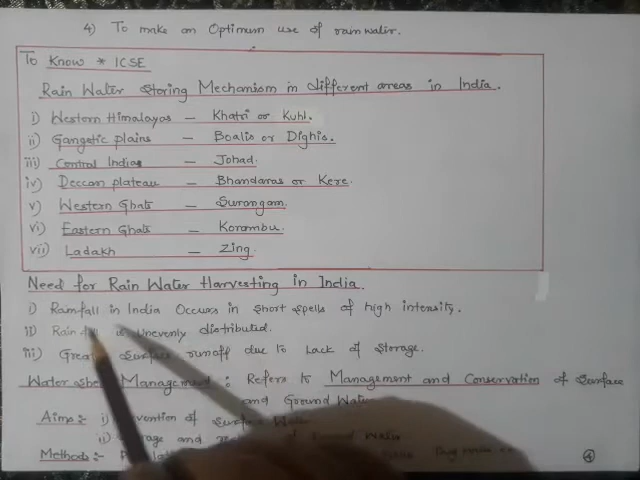 4) To make an Optimum use of rain water.
To Know * ICSE
Rain Water storing Mechanism in different areas in India.
i) Western Himalayas – Khatri or Kuhl.
ii) Gangetic plains – Boalis or Dighis.
iii) Central India – Johad.
iv) Deccan plateau – Bhandaras or Kere.
v) Western Ghats – Surangam
vi) Eastern Ghats – Korambu
vii) Ladakh – Zing.
Need for Rain Water Harvesting in India.
i) Rainfall in India Occurs in Short Spells of high intensity.
ii) Rainfall is Unevenly distributed.
iii) Surface runoff due to Lack of Storage.
Management : Refers to Management and Conservation of Surface
and Ground Water
Aims:- i) of Surface Water
ii) and of Ground Water
Methods:-
4